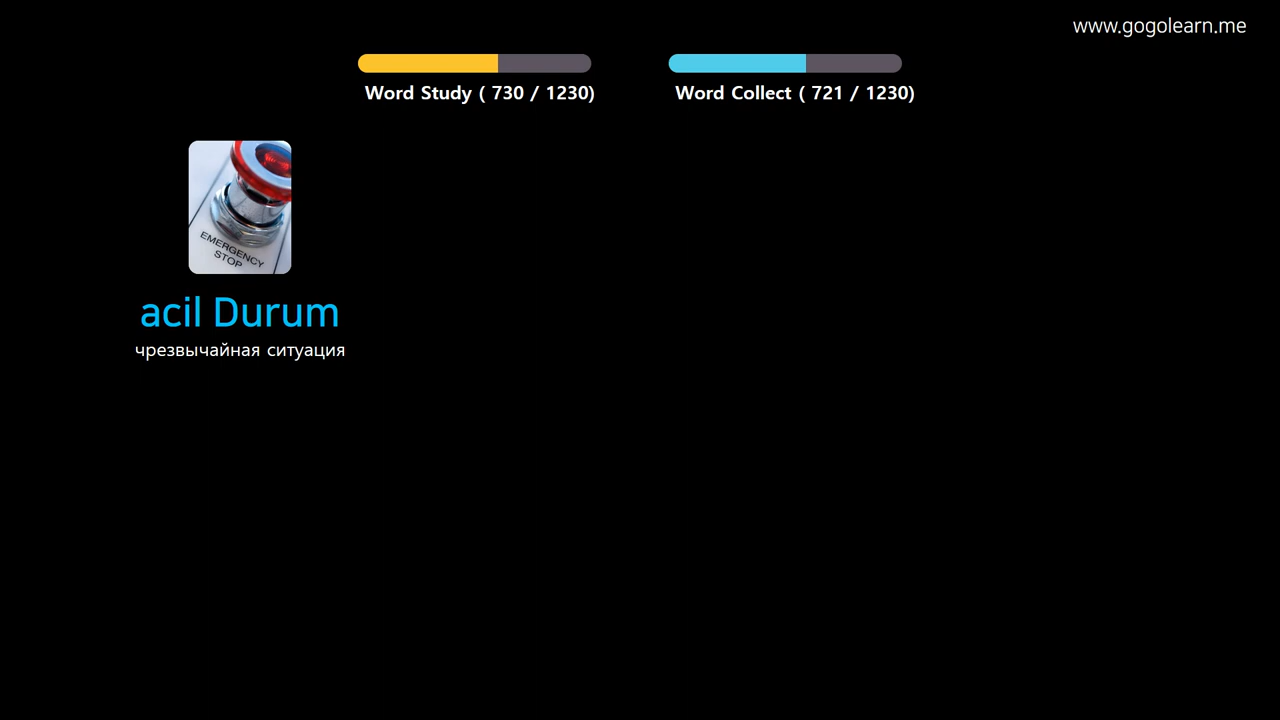 www.gogolearn.me
Word Study ( 730 / 1230)
Word Collect ( 721 / 1230)
EMERGENCY
STOP
acil Durum
чрезвычайная ситуация